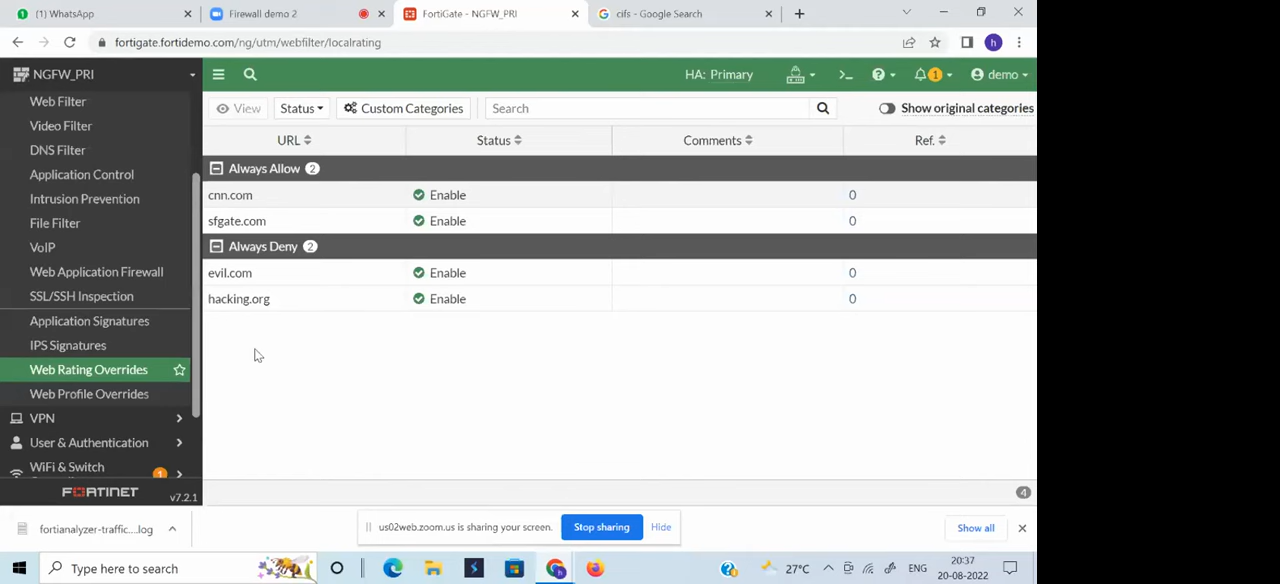 (1) WhatsApp
Firewall demo 2
FortiGate - NGFW_PRI
cifs - Google Search
fortigate.fortidemo.com/ng/utm/webfilter/localrating
h
NGFW_PRI
HA: Primary
1
demo
Web Filter
Video Filter
DNS Filter
Application Control
Intrusion Prevention
File Filter
VoIP
Web Application Firewall
SSL/SSH Inspection
Application Signatures
IPS Signatures
Web Rating Overrides
Web Profile Overrides
VPN
User & Authentication
WiFi & Switch
1
FORTINET
v7.2.1
View
Status
Custom Categories
Search
Show original categories
URL Status Comments Ref.
Always Allow 2
cnn.com Enable 0
sfgate.com Enable 0
Always Deny 2
evil.com Enable 0
hacking.org Enable 0
4
fortianalyzer-traffic....log
us02web.zoom.us is sharing your screen.
Stop sharing
Hide
Show all
Type here to search
27°C
ENG
20:37
20-08-2022